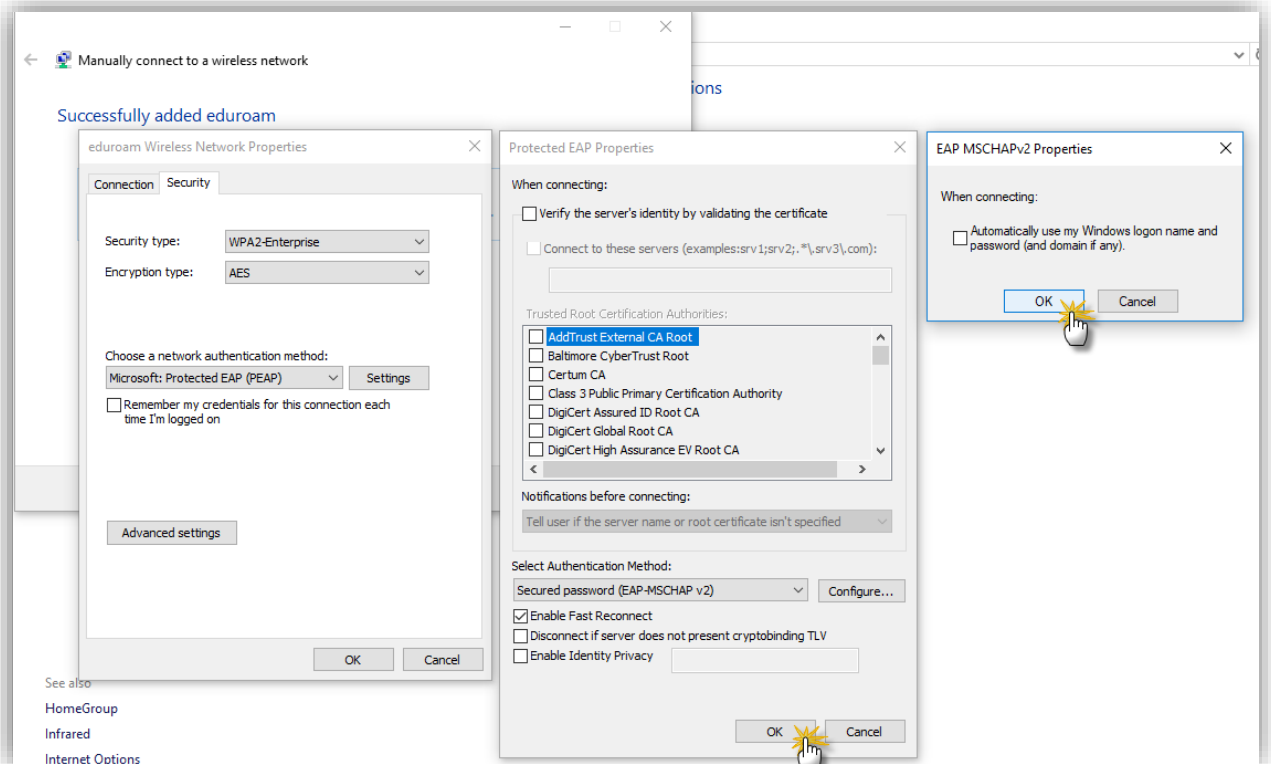 Manually connect to a wireless network
ions
Successfully added eduroam
eduroam Wireless Network Properties
Connection
Security
Security type:
WPA2-Enterprise
Encryption type:
AES
Choose a network authentication method:
Microsoft: Protected EAP (PEAP)
Settings
Remember my credentials for this connection each
time I'm logged on
Advanced settings
OK
Cancel
See also
HomeGroup
Infrared
Internet Options
Protected EAP Properties
When connecting:
Verify the server's identity by validating the certificate
Connect to these servers (examples:srv1;srv2;.*\.srv3\.com):
Trusted Root Certification Authorities:
AddTrust External CA Root
Baltimore CyberTrust Root
Certum CA
Class 3 Public Primary Certification Authority
DigiCert Assured ID Root CA
DigiCert Global Root CA
DigiCert High Assurance EV Root CA
Notifications before connecting:
Tell user if the server name or root certificate isn't specified
Select Authentication Method:
Secured password (EAP-MSCHAP v2)
Configure...
Enable Fast Reconnect
Disconnect if server does not present cryptobinding TLV
Enable Identity Privacy
OK
Cancel
EAP MSCHAPv2 Properties
When connecting:
Automatically use my Windows logon name and
password (and domain if any).
OK
Cancel